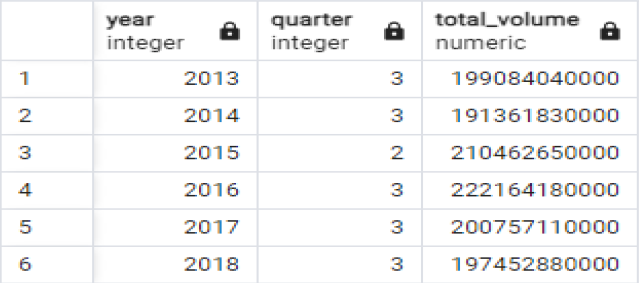 year quarter total_volume
integer integer numeric
1 2013 3 199084040000
2 2014 3 191361830000
3 2015 2 210462650000
4 2016 3 222164180000
5 2017 3 200757110000
6 2018 3 197452880000